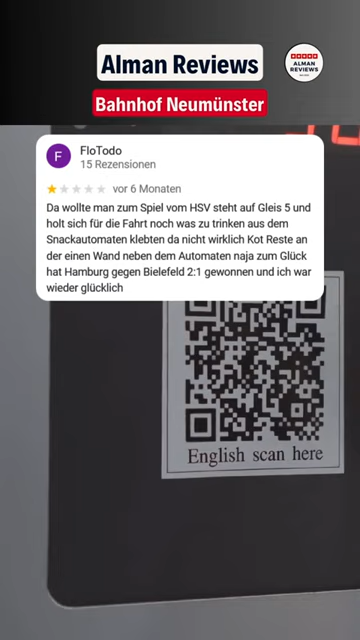 Alman Reviews
ALMAN
REVIEWS
Bahnhof Neumünster
F
FloTodo
15 Rezensionen
vor 6 Monaten
Da wollte man zum Spiel vom HSV steht auf Gleis 5 und
holt sich für die Fahrt noch was zu trinken aus dem
Snackautomaten klebten da nicht wirklich Kot Reste an
der einen Wand neben dem Automaten naja zum Glück
hat Hamburg gegen Bielefeld 2:1 gewonnen und ich war
wieder glücklich
English scan here